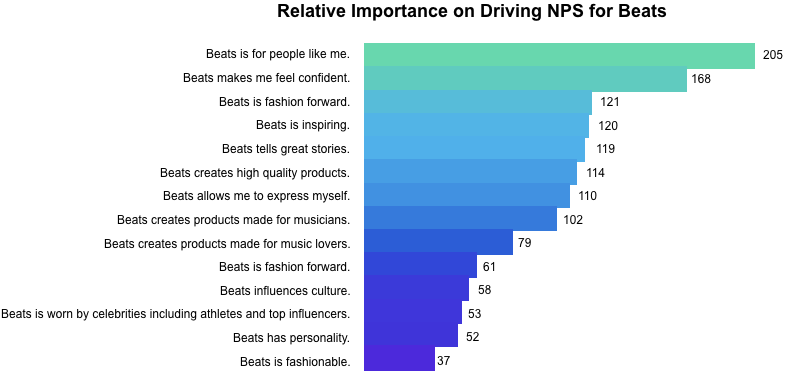 Relative Importance on Driving NPS for Beats
Beats is for people like me. 205
Beats makes me feel confident. 168
Beats is fashion forward. 121
Beats is inspiring. 120
Beats tells great stories. 119
Beats creates high quality products. 114
Beats allows me to express myself. 110
Beats creates products made for musicians. 102
Beats creates products made for music lovers. 79
Beats is fashion forward. 61
Beats influences culture. 58
Beats is worn by celebrities including athletes and top influencers. 53
Beats has personality. 52
Beats is fashionable. 37